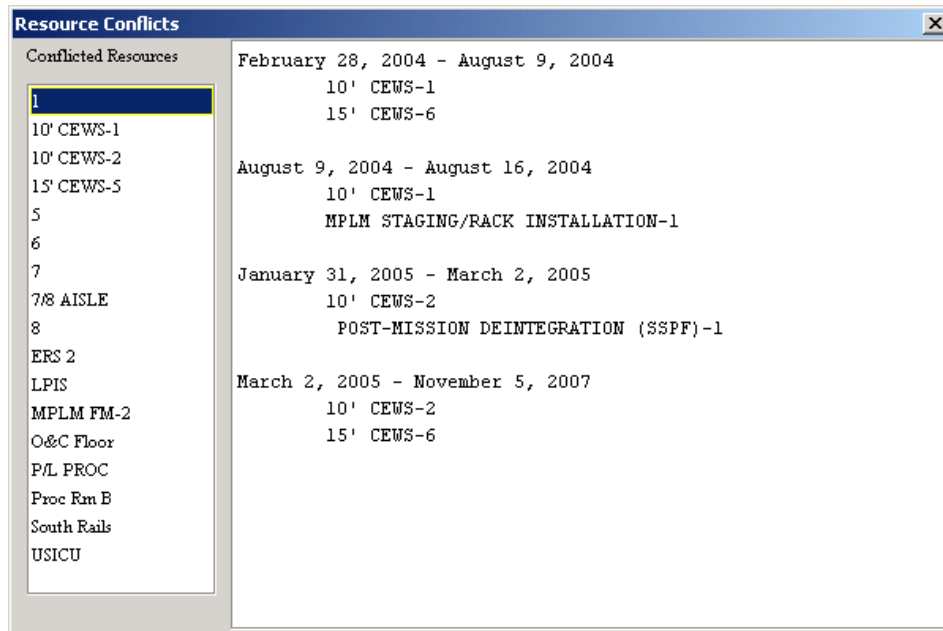 Resource Conflicts
Conflicted Resources
1
10' CEWS-1
10' CEWS-2
15' CEWS-5
5
6
7
7/8 AISLE
8
ERS 2
LPIS
MPLM FM-2
O&C Floor
P/L PROC
Proc Rm B
South Rails
USICU
February 28, 2004 - August 9, 2004
10' CEWS-1
15' CEWS-6
August 9, 2004 - August 16, 2004
10' CEWS-1
MPLM STAGING/RACK INSTALLATION-1
January 31, 2005 - March 2, 2005
10' CEWS-2
POST-MISSION DEINTEGRATION (SSPF)-1
March 2, 2005 - November 5, 2007
10' CEWS-2
15' CEWS-6